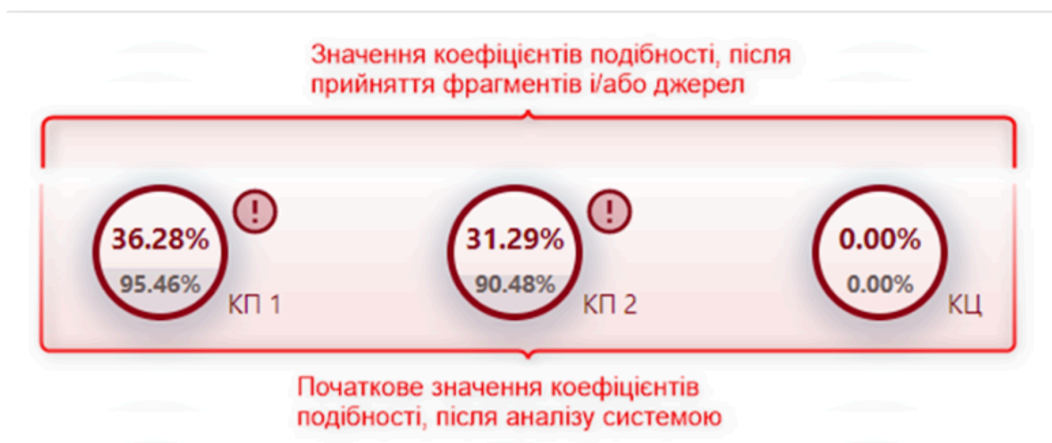 Значення коефіцієнтів подібності, після
прийняття фрагментів і/або джерел
36.28%
95.46%
!
КП 1
31.29%
90.48%
!
КП 2
0.00%
0.00%
КЦ
Початкове значення коефіцієнтів
подібності, після аналізу системою